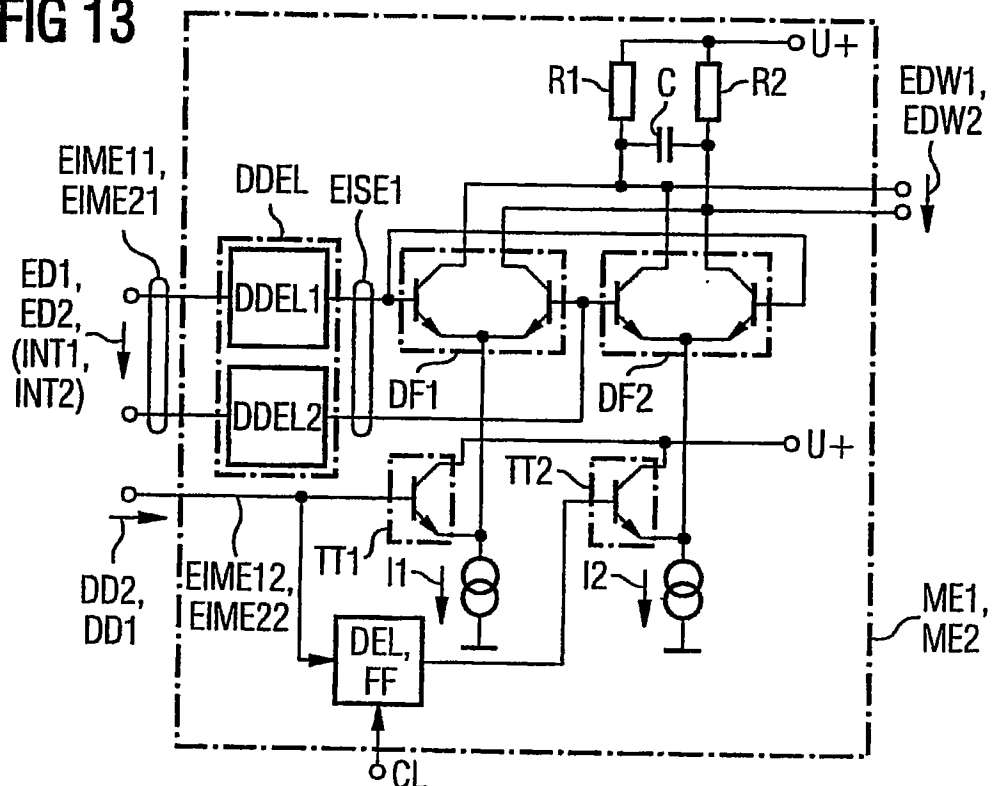 FIG 13
U+
R1
C
R2
EDW1,
EDW2
EIME11,
EIME21
DDEL
EISE1
ED1,
ED2,
(INT1,
INT2)
DDEL1
DDEL2
DF1
DF2
U+
TT2
TT1
I1
I2
DD2,
DD1
EIME12,
EIME22
DEL,
FF
ME1,
ME2
CL